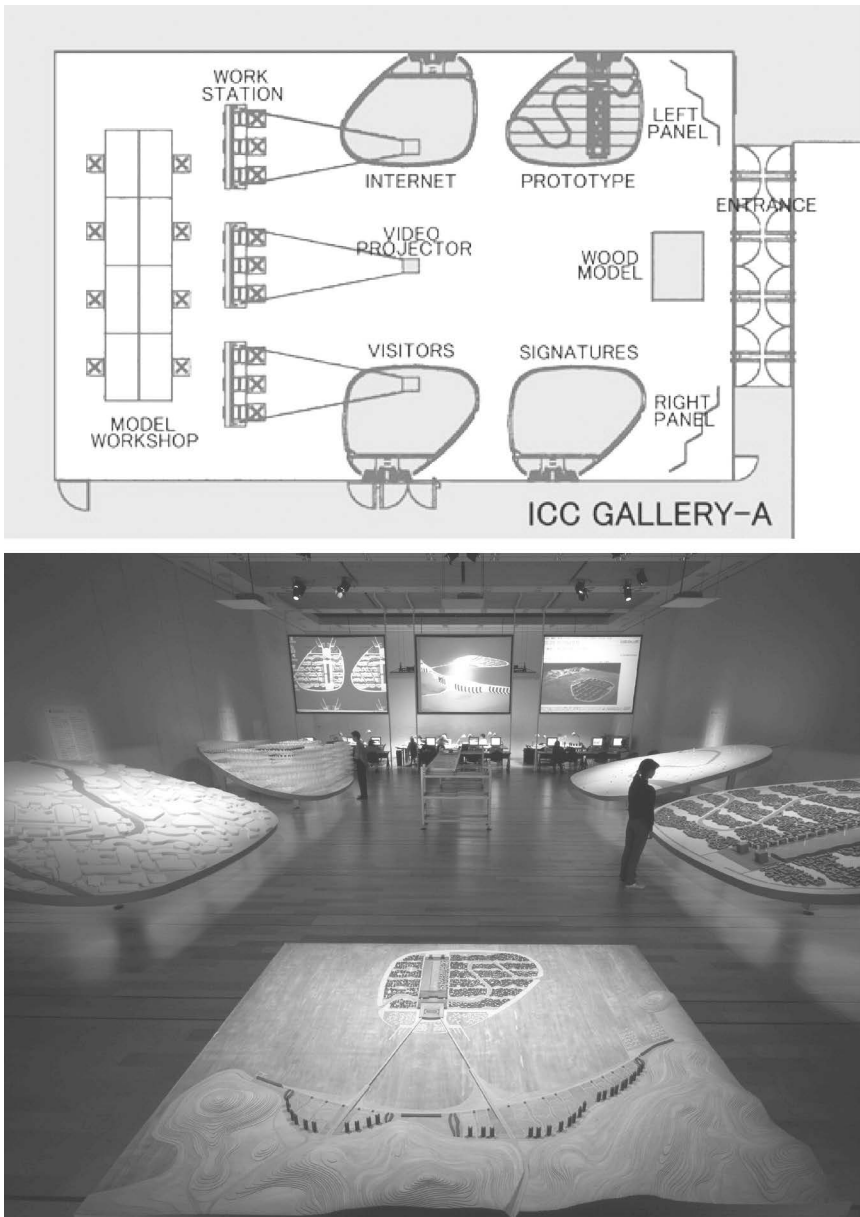 WORK
STATION
LEFT
PANEL
INTERNET
PROTOTYPE
ENTRANCE
VIDEO
PROJECTOR
WOOD
MODEL
VISITORS
SIGNATURES
RIGHT
PANEL
MODEL
WORKSHOP
ICC GALLERY-A